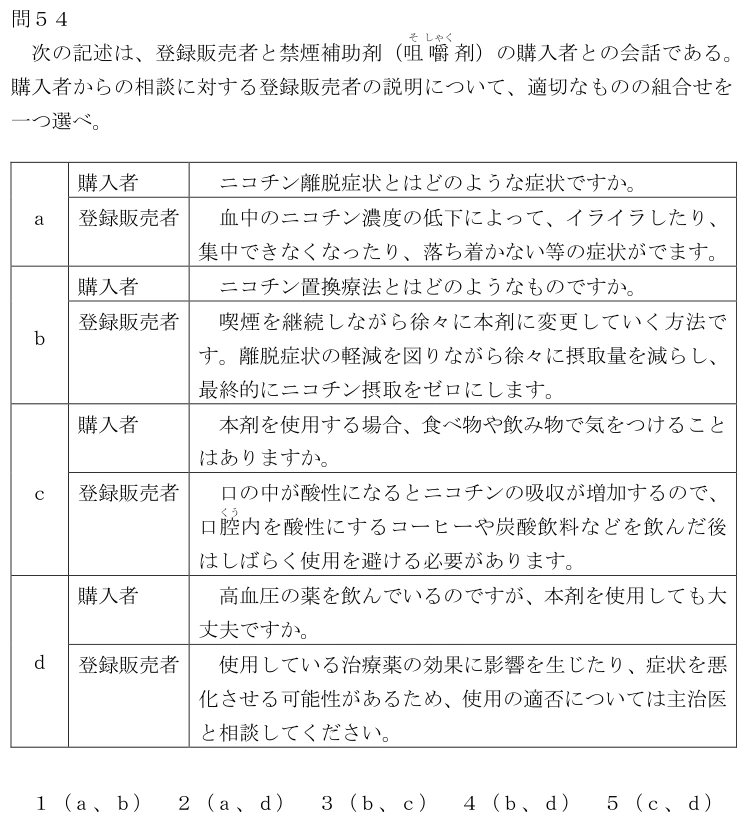 問５４
次の記述は、登録販売者と禁煙補助剤（咀嚼剤）の購入者との会話である。
そ しゃく
購入者からの相談に対する登録販売者の説明について、適切なものの組合せを
一つ選べ。
a
購入者
ニコチン離脱症状とはどのような症状ですか。
登録販売者
血中のニコチン濃度の低下によって、イライラしたり、
集中できなくなったり、落ち着かない等の症状がでます。
b
購入者
ニコチン置換療法とはどのようなものですか。
登録販売者
喫煙を継続しながら徐々に本剤に変更していく方法で
す。離脱症状の軽減を図りながら徐々に摂取量を減らし、
最終的にニコチン摂取をゼロにします。
c
購入者
本剤を使用する場合、食べ物や飲み物で気をつけること
はありますか。
登録販売者
口の中が酸性になるとニコチンの吸収が増加するので、
くう
口腔内を酸性にするコーヒーや炭酸飲料などを飲んだ後
はしばらく使用を避ける必要があります。
d
購入者
高血圧の薬を飲んでいるのですが、本剤を使用しても大
丈夫ですか。
登録販売者
使用している治療薬の効果に影響を生じたり、症状を悪
化させる可能性があるため、使用の適否については主治医
と相談してください。
１（a、b） ２（a、d） ３（b、c） ４（b、d） ５（c、d）